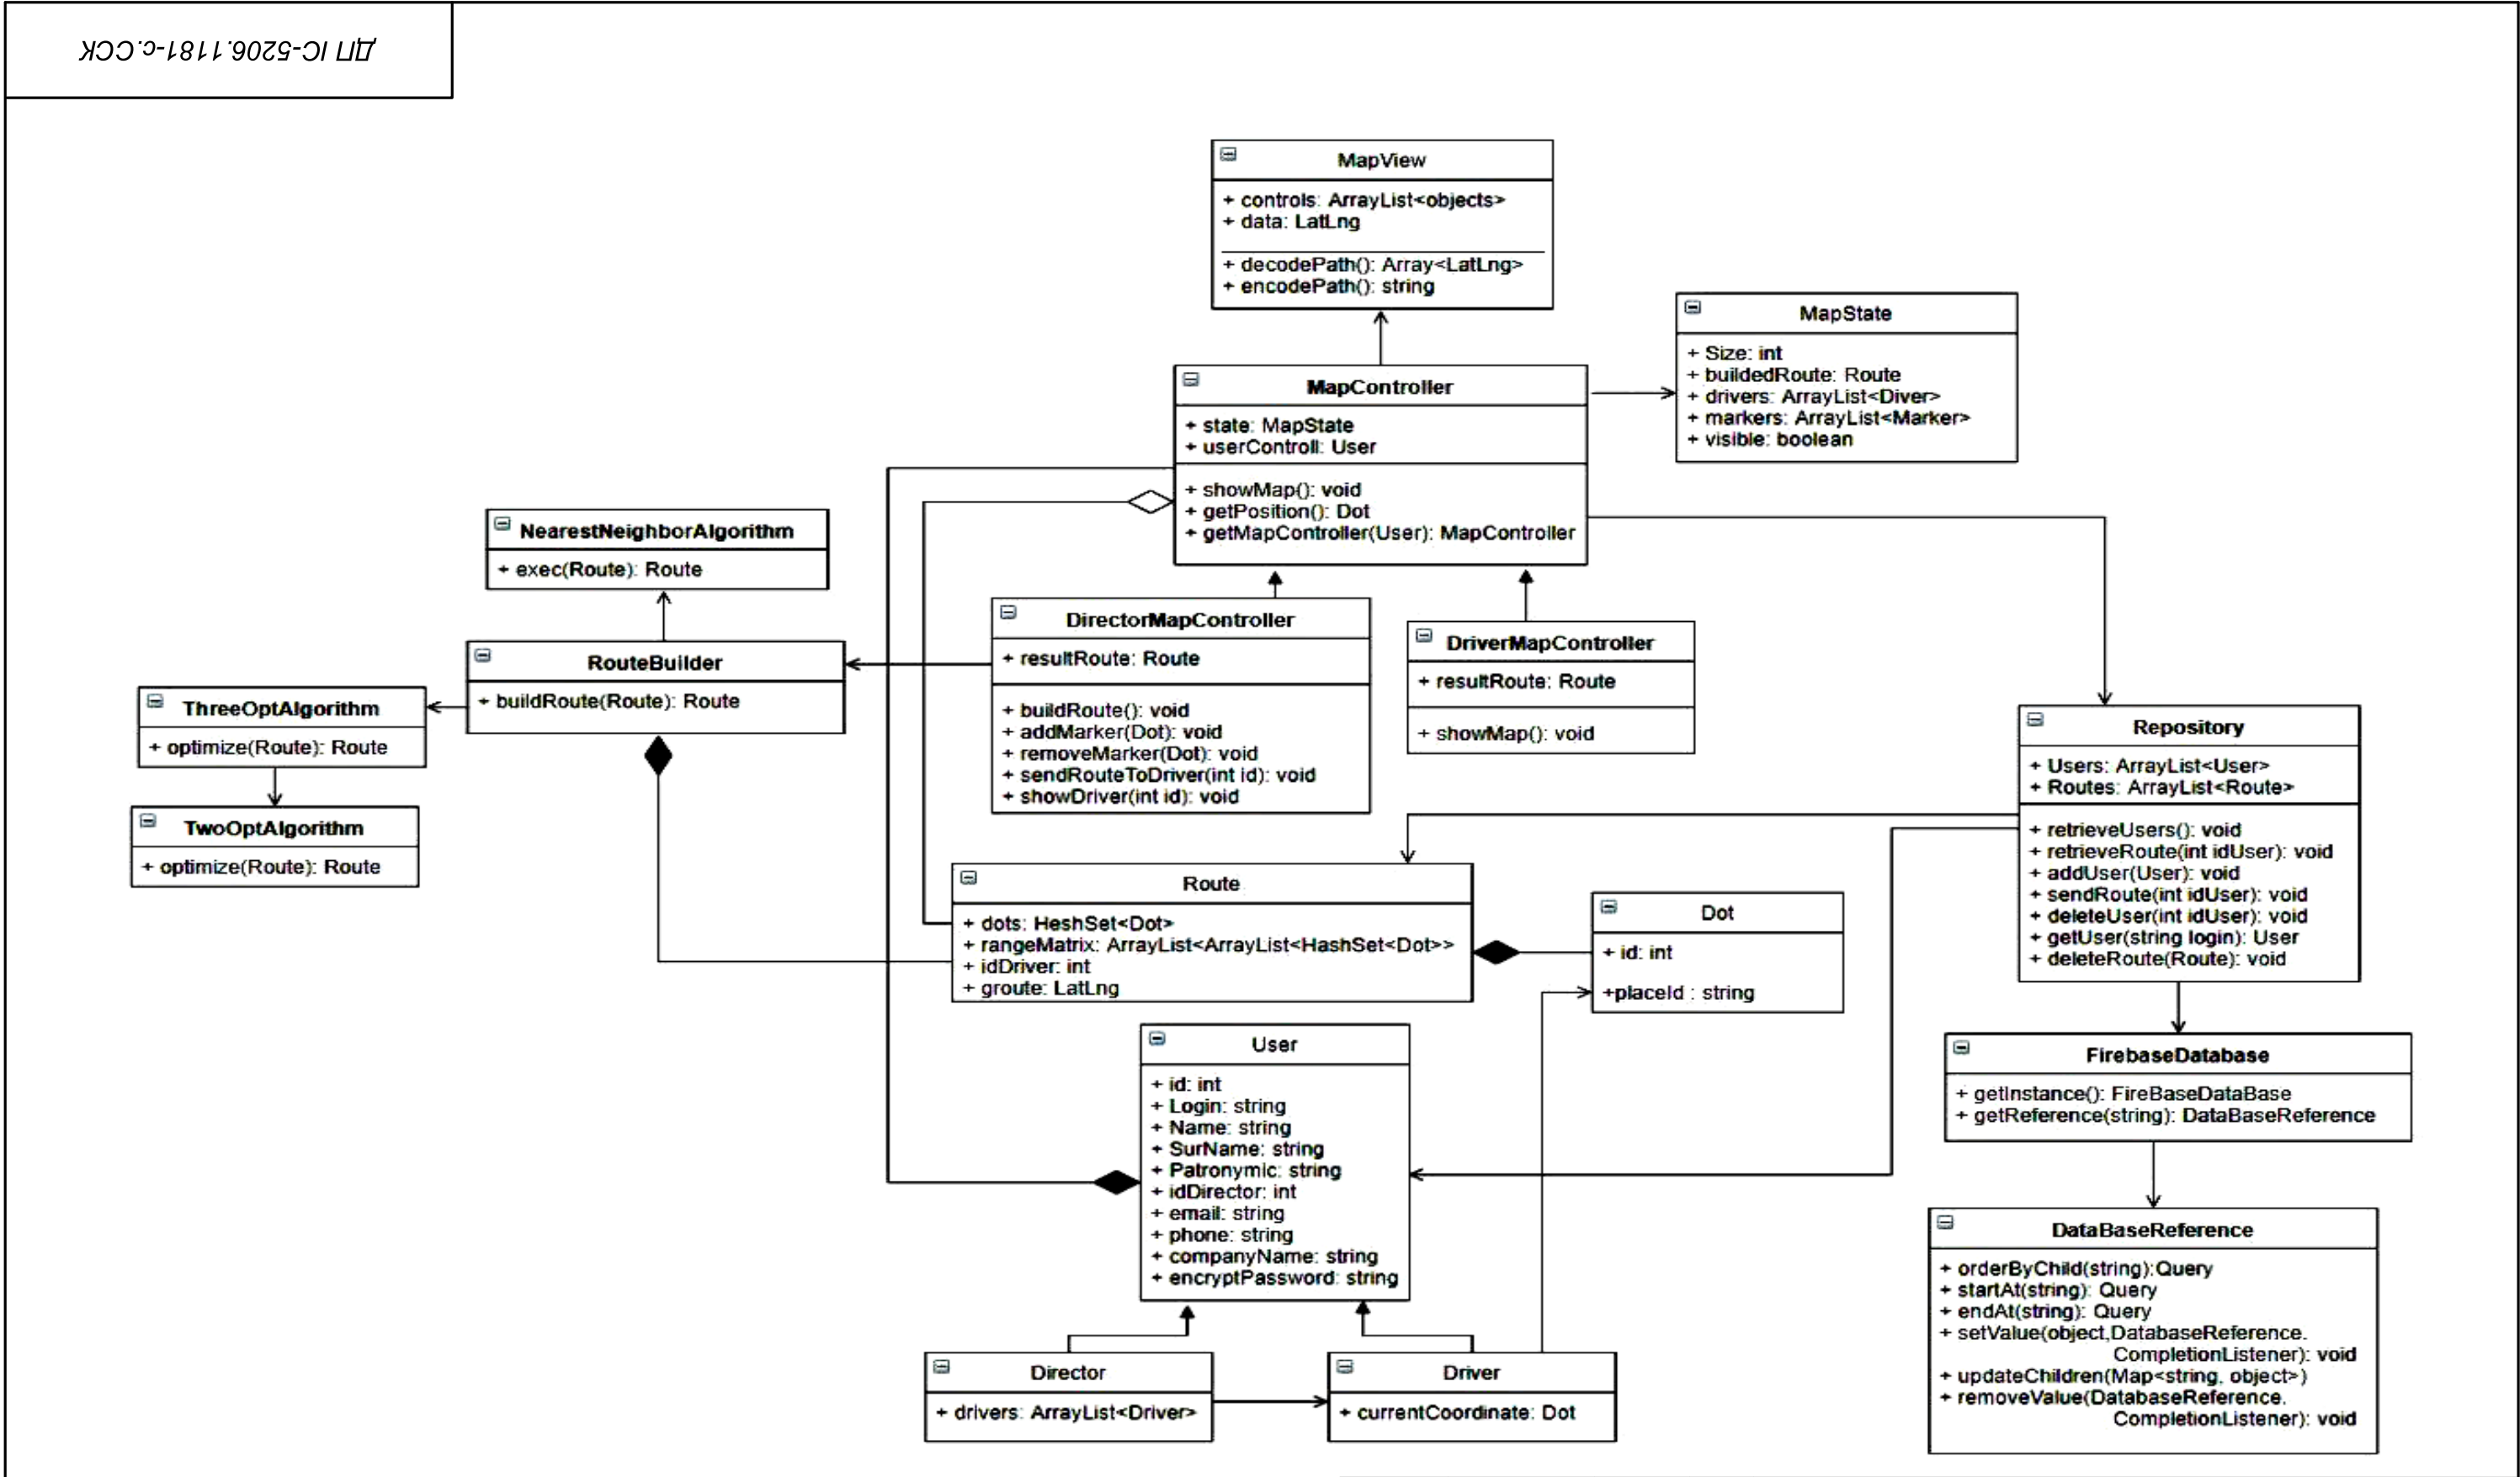 ДП ІС-5206.1181-с.ССК
MapView
+ controls: ArrayList<objects>
+ data: LatLng
+ decodePath(): Array<LatLng>
+ encodePath(): string
MapState
+ Size: int
+ buildedRoute: Route
+ drivers: ArrayList<Diver>
+ markers: ArrayList<Marker>
+ visible: boolean
MapController
+ state: MapState
+ userControll: User
+ showMap(): void
+ getPosition(): Dot
+ getMapController(User): MapController
NearestNeighborAlgorithm
+ exec(Route): Route
RouteBuilder
+ buildRoute(Route): Route
ThreeOptAlgorithm
+ optimize(Route): Route
TwoOptAlgorithm
+ optimize(Route): Route
DirectorMapController
+ resultRoute: Route
+ buildRoute(): void
+ addMarker(Dot): void
+ removeMarker(Dot): void
+ sendRouteToDriver(int id): void
+ showDriver(int id): void
DriverMapController
+ resultRoute: Route
+ showMap(): void
Repository
+ Users: ArrayList<User>
+ Routes: ArrayList<Route>
+ retrieveUsers(): void
+ retrieveRoute(int idUser): void
+ addUser(User): void
+ sendRoute(int idUser): void
+ deleteUser(int idUser): void
+ getUser(string login): User
+ deleteRoute(Route): void
Route
+ dots: HeshSet<Dot>
+ rangeMatrix: ArrayList<ArrayList<HashSet<Dot>>
+ idDriver: int
+ groute: LatLng
Dot
+ id: int
+placeId : string
User
+ id: int
+ Login: string
+ Name: string
+ SurName: string
+ Patronymic: string
+ idDirector: int
+ email: string
+ phone: string
+ companyName: string
+ encryptPassword: string
FirebaseDatabase
+ getInstance(): FireBaseDataBase
+ getReference(string): DataBaseReference
DataBaseReference
+ orderByChild(string):Query
+ startAt(string): Query
+ endAt(string): Query
+ setValue(object,DatabaseReference.
CompletionListener): void
+ updateChildren(Map<string, object>)
+ removeValue(DatabaseReference.
CompletionListener): void
Director
+ drivers: ArrayList<Driver>
Driver
+ currentCoordinate: Dot